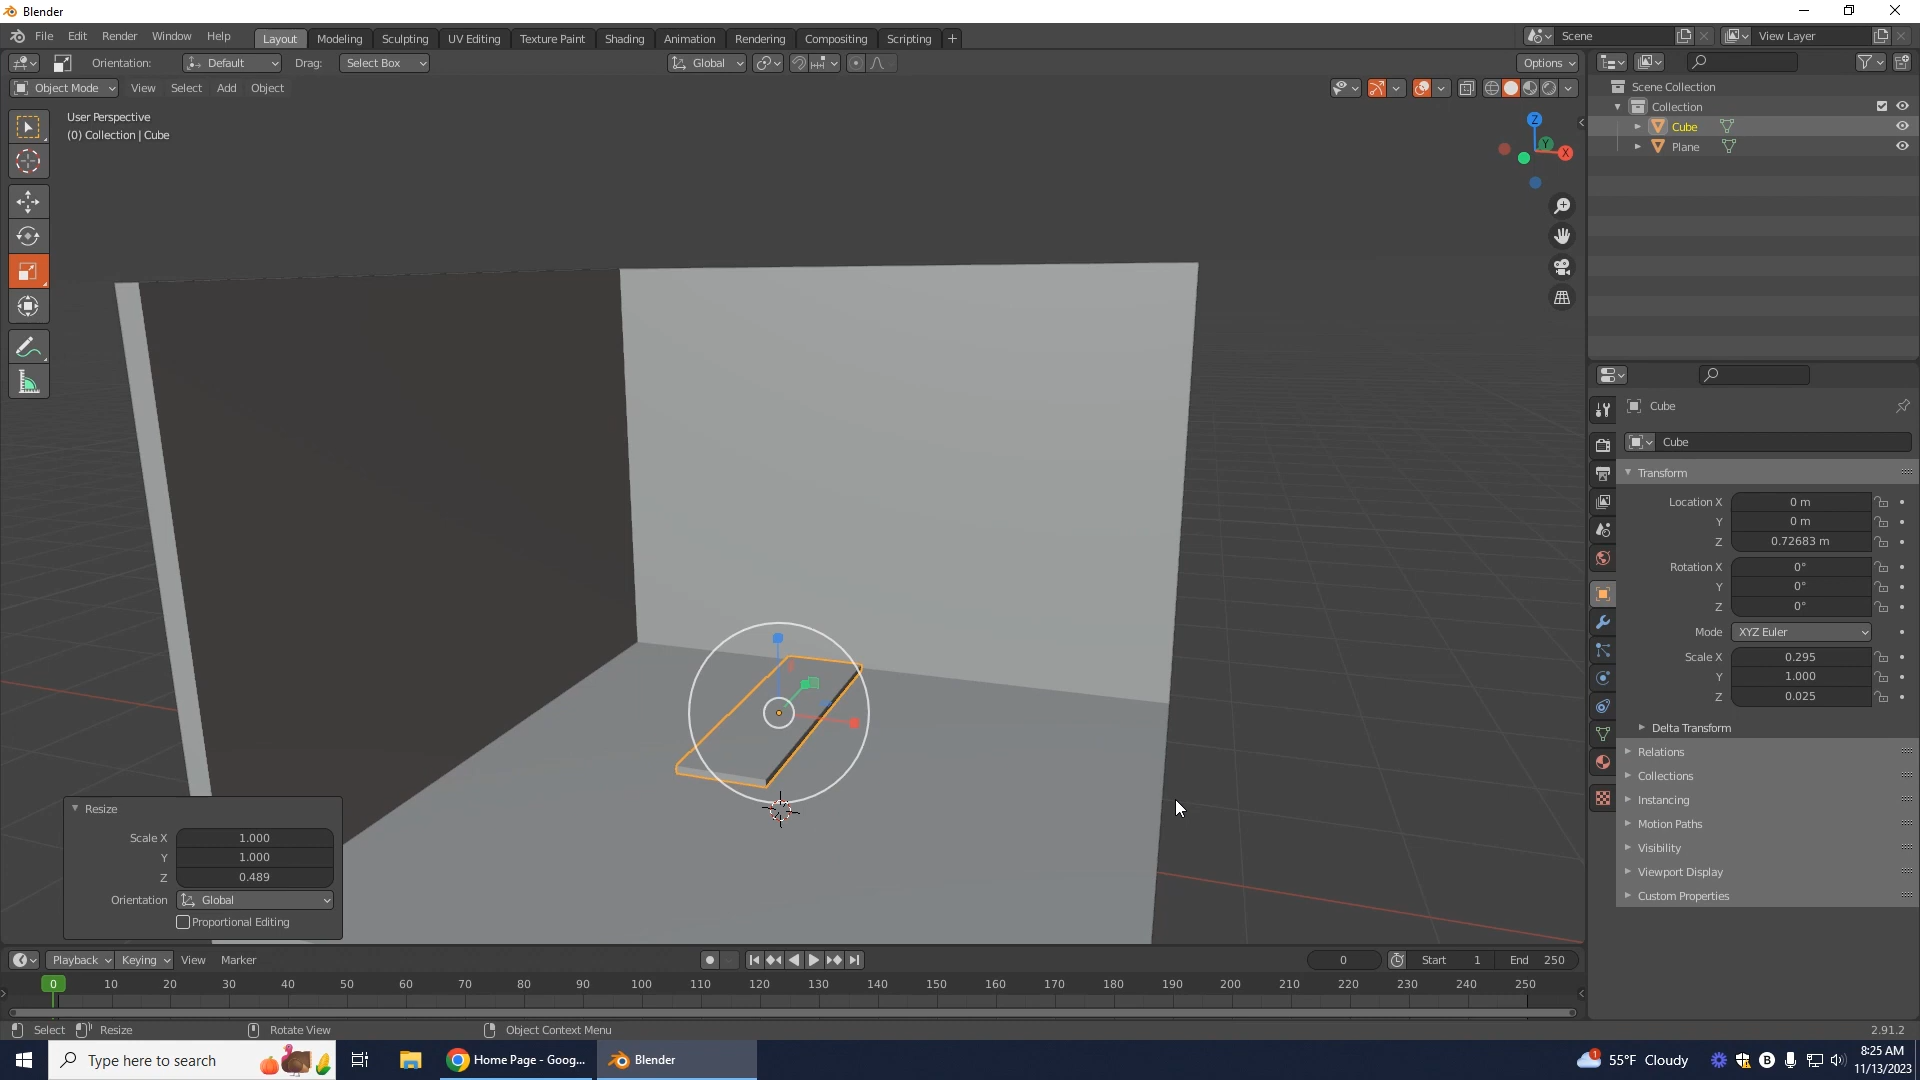 Blender
File Edit Render Window Help Layout Modeling Sculpting UV Editing Texture Paint Shading Animation Rendering Compositing Scripting + Scene View Layer
Orientation: Default Drag: Select Box Global Options
Object Mode View Select Add Object
User Perspective
(0) Collection | Cube
Z
Y
X
Scene Collection
Collection
Cube
Plane
Cube
Cube
Transform
Location X 0 m
Y 0 m
Z 0.72683 m
Rotation X 0°
Y 0°
Z 0°
Mode XYZ Euler
Scale X 0.295
Y 1.000
Z 0.025
Delta Transform
Relations
Collections
Instancing
Motion Paths
Visibility
Viewport Display
Custom Properties
Resize
Scale X 1.000
Y 1.000
Z 0.489
Orientation Global
Proportional Editing
Playback Keying View Marker 0 Start 1 End 250
0 10 20 30 40 50 60 70 80 90 100 110 120 130 140 150 160 170 180 190 200 210 220 230 240 250
Select Resize Rotate View Object Context Menu 2.91.2
Type here to search Home Page - Goog... Blender 1 55°F Cloudy B 8:25 AM
11/13/2023